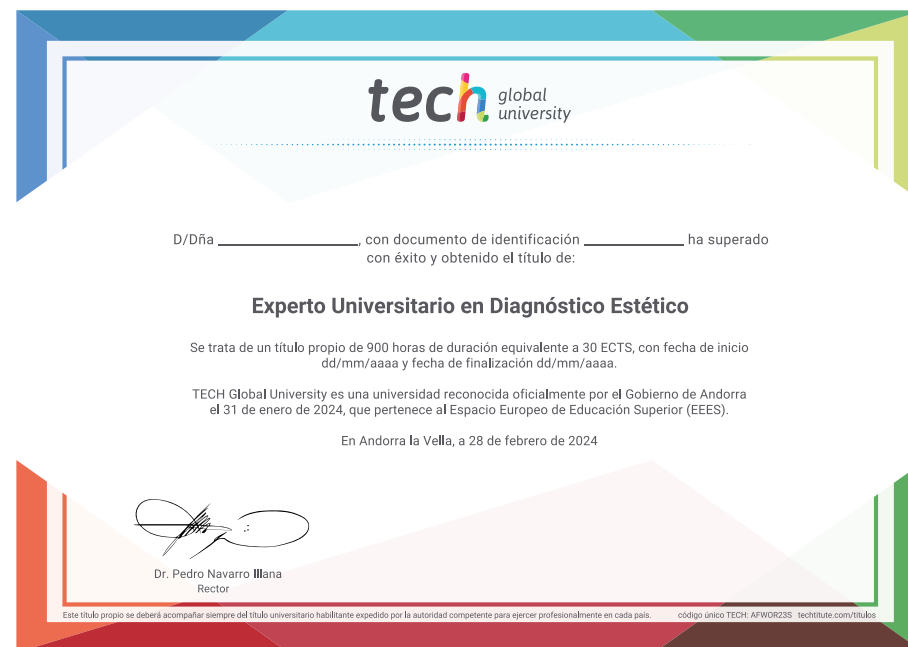 tech global university
D/Dña ______________, con documento de identificación __________ ha superado
con éxito y obtenido el título de:
Experto Universitario en Diagnóstico Estético
Se trata de un título propio de 900 horas de duración equivalente a 30 ECTS, con fecha de inicio
dd/mm/aaaa y fecha de finalización dd/mm/aaaa.
TECH Global University es una universidad reconocida oficialmente por el Gobierno de Andorra
el 31 de enero de 2024, que pertenece al Espacio Europeo de Educación Superior (EEES).
En Andorra la Vella, a 28 de febrero de 2024
Dr. Pedro Navarro Illana
Rector
Este título propio se deberá acompañar siempre del título universitario habilitante expedido por la autoridad competente para ejercer profesionalmente en cada país. código único TECH: AFWOR23S techtitute.com/titulos